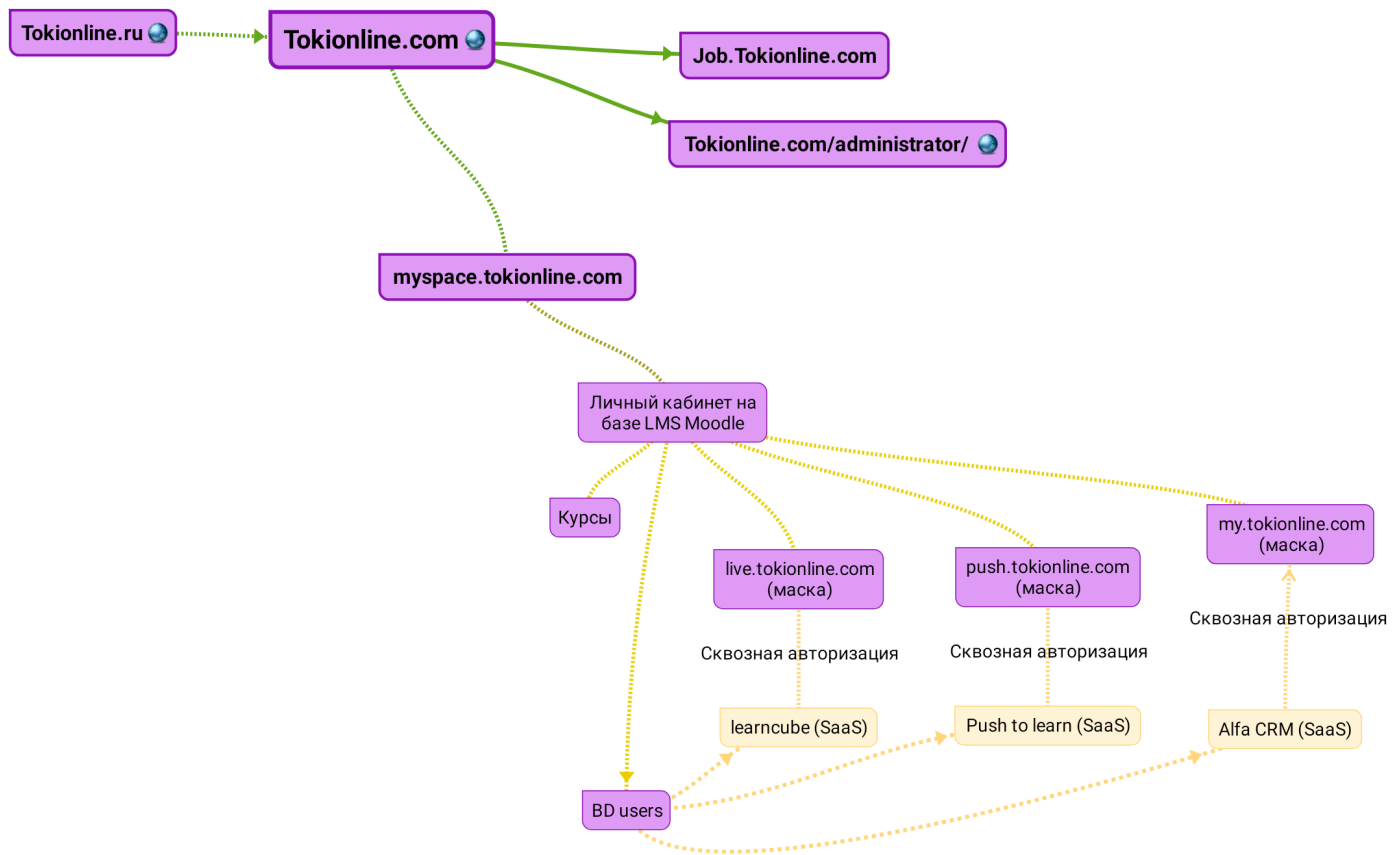 Tokionline.ru
Tokionline.com
Job.Tokionline.com
Tokionline.com/administrator/
myspace.tokionline.com
Личный кабинет на
базе LMS Moodle
Курсы
live.tokionline.com
(маска)
push.tokionline.com
(маска)
my.tokionline.com
(маска)
Сквозная авторизация
Сквозная авторизация
Сквозная авторизация
learncube (SaaS)
Push to learn (SaaS)
Alfa CRM (SaaS)
BD users